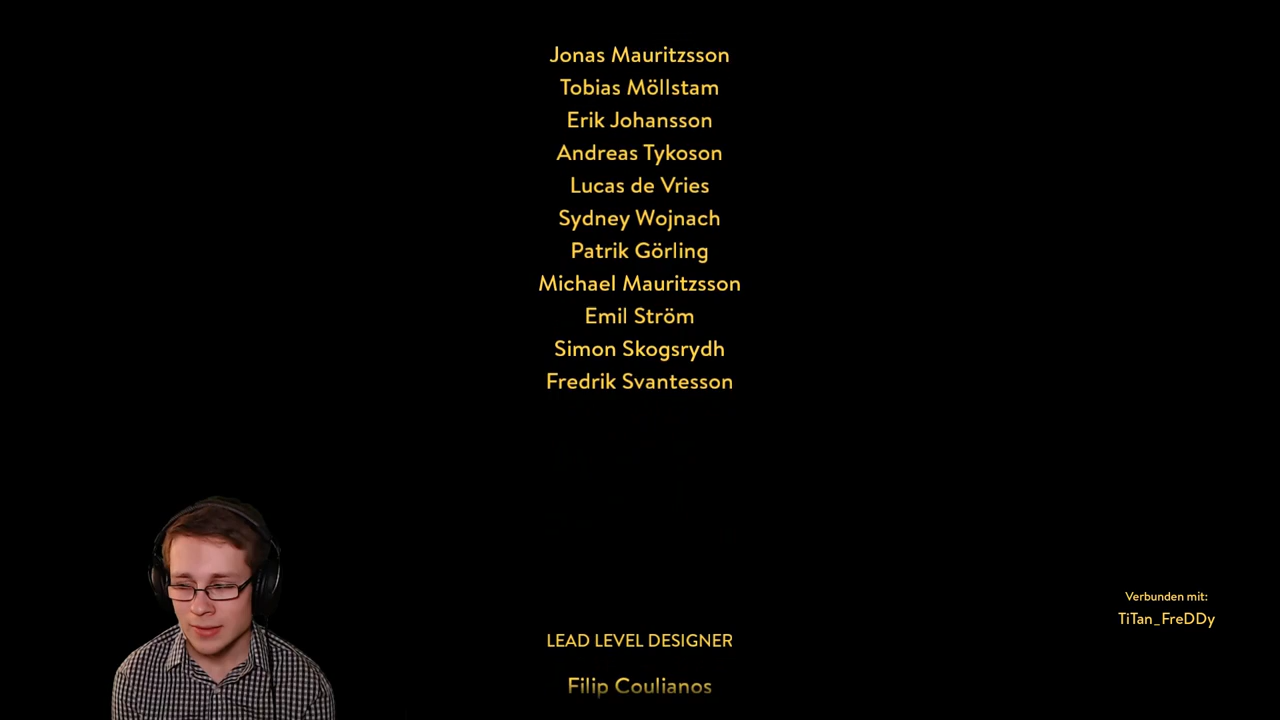 Jonas Mauritzsson
Tobias Möllstam
Erik Johansson
Andreas Tykoson
Lucas de Vries
Sydney Wojnach
Patrik Görling
Michael Mauritzsson
Emil Ström
Simon Skogsrydh
Fredrik Svantesson
Verbunden mit:
TiTan_FreDDy
LEAD LEVEL DESIGNER
Filip Coulianos